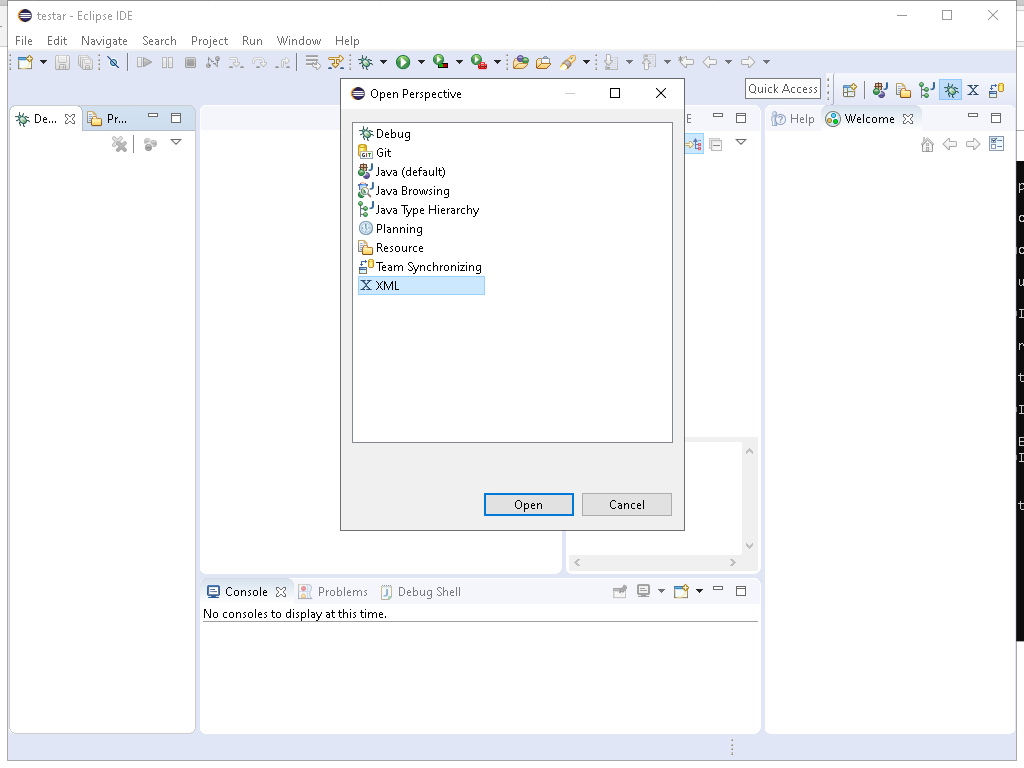 testar - Eclipse IDE
File Edit Navigate Search Project Run Window Help
Quick Access
De...
Pr...
E
Help
Welcome
Open Perspective
Debug
GIT Git
Java (default)
Java Browsing
Java Type Hierarchy
Planning
Resource
Team Synchronizing
X XML
Open
Cancel
Console
Problems
Debug Shell
No consoles to display at this time.